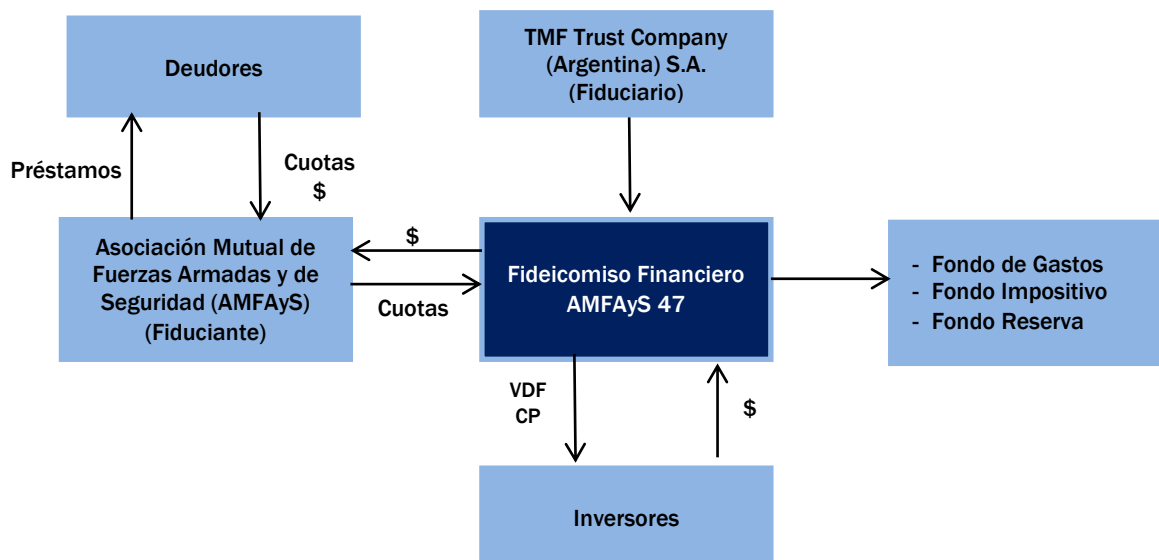 Deudores
TMF Trust Company
(Argentina) S.A.
(Fiduciario)
Préstamos
Cuotas
$
Asociación Mutual de
Fuerzas Armadas y de
Seguridad (AMFAyS)
(Fiduciante)
$
Cuotas
Fideicomiso Financiero
AMFAyS 47
- Fondo de Gastos
- Fondo Impositivo
- Fondo Reserva
VDF
CP
$
Inversores